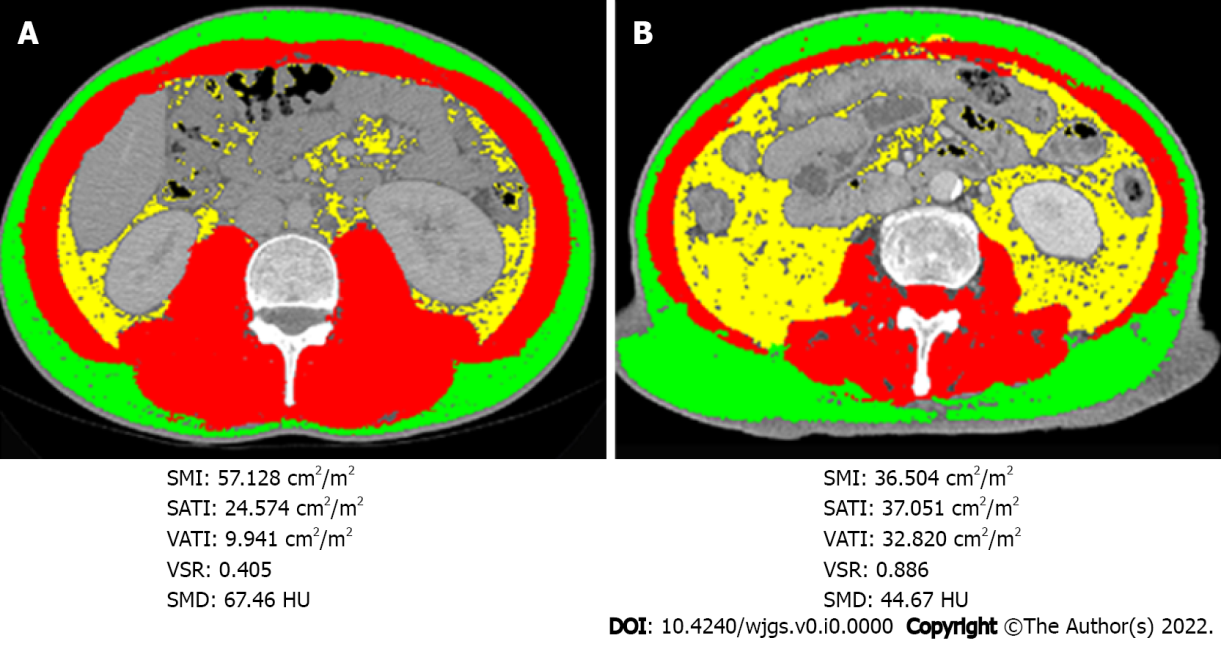 A
B
SMI: 57.128 cm²/m²
SATI: 24.574 cm²/m²
VATI: 9.941 cm²/m²
VSR: 0.405
SMD: 67.46 HU
SMI: 36.504 cm²/m²
SATI: 37.051 cm²/m²
VATI: 32.820 cm²/m²
VSR: 0.886
SMD: 44.67 HU
DOI: 10.4240/wjgs.v0.i0.0000 Copyright ©The Author(s) 2022.